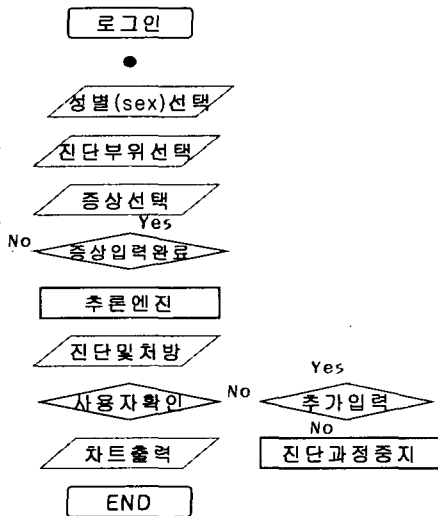 로그인
성별(sex)선택
진단부위선택
증상선택
Yes
No
증상입력완료
추론엔진
진단및처방
Yes
사용자확인
No
추가입력
No
차트출력
진단과정중지
END